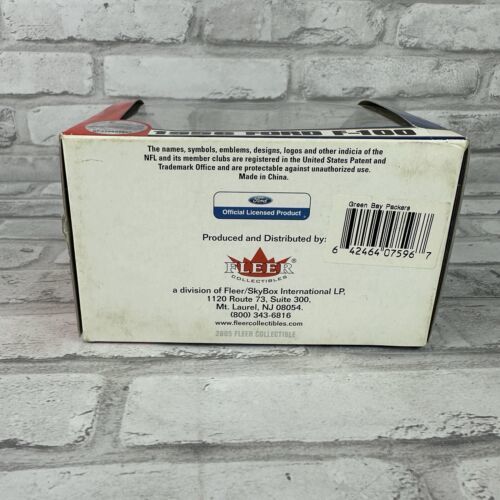 1956 FORD F-100
The names, symbols, emblems, designs, logos and other indicia of the
NFL and its member clubs are registered in the United States Patent and
Trademark Office and are protectable against unauthorized use.
Made in China.
Ford
Official Licensed Product
Green Bay Packers
6 42464 07596 7
Produced and Distributed by:
FLEER
COLLECTIBLES
a division of Fleer/SkyBox International LP,
1120 Route 73, Suite 300,
Mt. Laurel, NJ 08054.
(800) 343-6816
www.fleercollectibles.com
2005 FLEER COLLECTIBLE